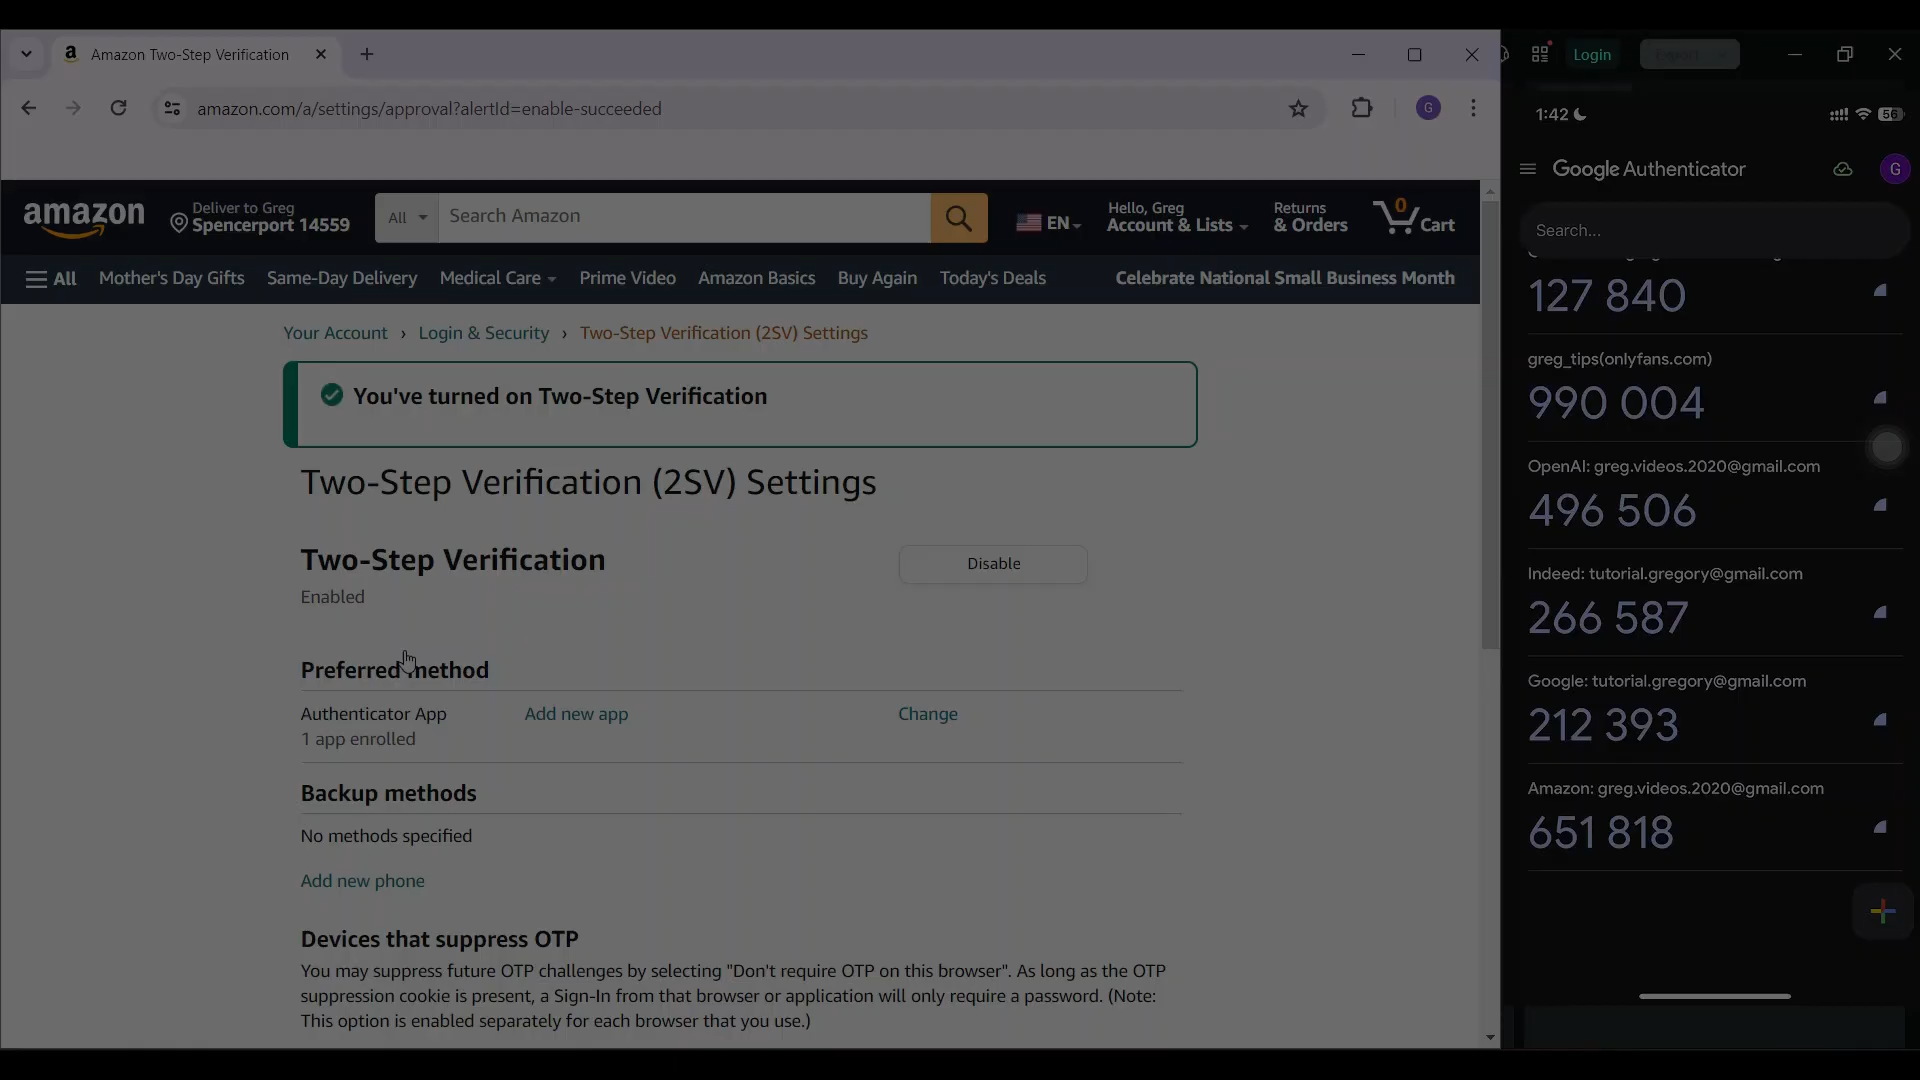 Amazon Two-Step Verification
amazon.com/a/settings/approval?alertId=enable-succeeded
G
amazon
Deliver to Greg
Spencerport 14559
All
Search Amazon
EN
Hello, Greg
Account & Lists
Returns
& Orders
0
Cart
All
Mother's Day Gifts
Same-Day Delivery
Medical Care
Prime Video
Amazon Basics
Buy Again
Today's Deals
Celebrate National Small Business Month
Your Account › Login & Security › Two-Step Verification (2SV) Settings
You've turned on Two-Step Verification
Two-Step Verification (2SV) Settings
Two-Step Verification
Disable
Enabled
Preferred method
Authenticator App
Add new app
Change
1 app enrolled
Backup methods
No methods specified
Add new phone
Devices that suppress OTP
You may suppress future OTP challenges by selecting "Don't require OTP on this browser". As long as the OTP
suppression cookie is present, a Sign-In from that browser or application will only require a password. (Note:
This option is enabled separately for each browser that you use.)
Login
1:42
56
Google Authenticator
G
Search...
127 840
greg_tips(onlyfans.com)
990 004
OpenAI: greg.videos.2020@gmail.com
496 506
Indeed: tutorial.gregory@gmail.com
266 587
Google: tutorial.gregory@gmail.com
212 393
Amazon: greg.videos.2020@gmail.com
651 818